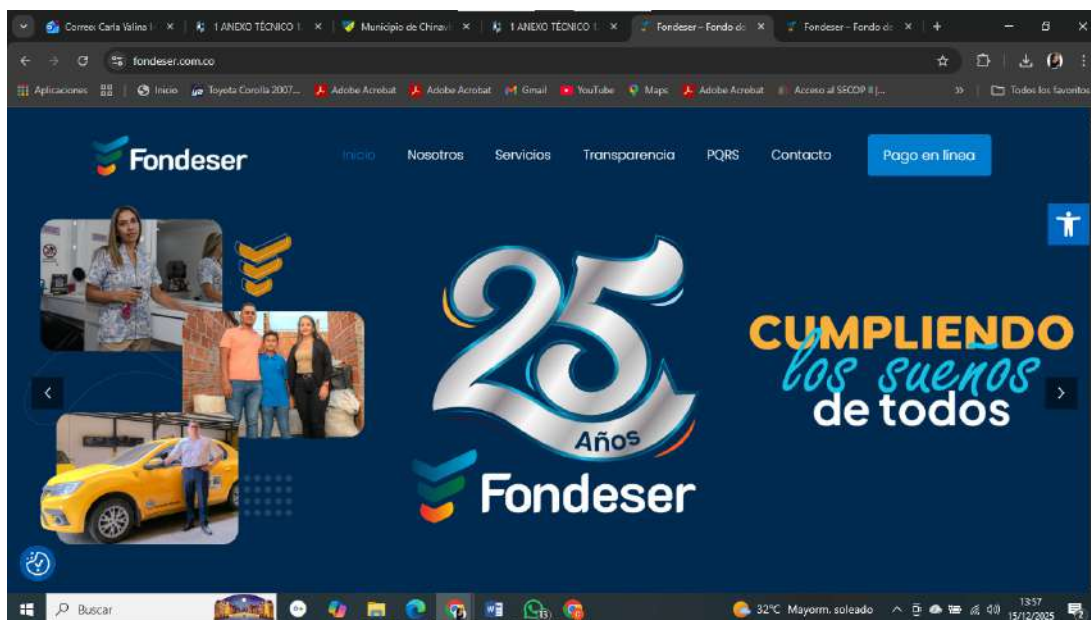 Correo: Carla Yalina
1 ANEXO TÉCNICO 1.
Municipio de Chinavi
1 ANEXO TÉCNICO 1.
Fondeser – Fondo de
Fondeser – Fondo de
fondeser.com.co
Aplicaciones
Inicio
Toyota Corolla 2007...
Adobe Acrobat
Adobe Acrobat
Gmail
YouTube
Maps
Adobe Acrobat
Acceso al SECOP II |...
Todos los favoritos
Fondeser
Inicio
Nosotros
Servicios
Transparencia
PQRS
Contacto
Pago en línea
25
Años
Fondeser
CUMPLIENDO
los sueños
de todos
Buscar
32°C Mayorm. soleado
13:57
15/12/2025